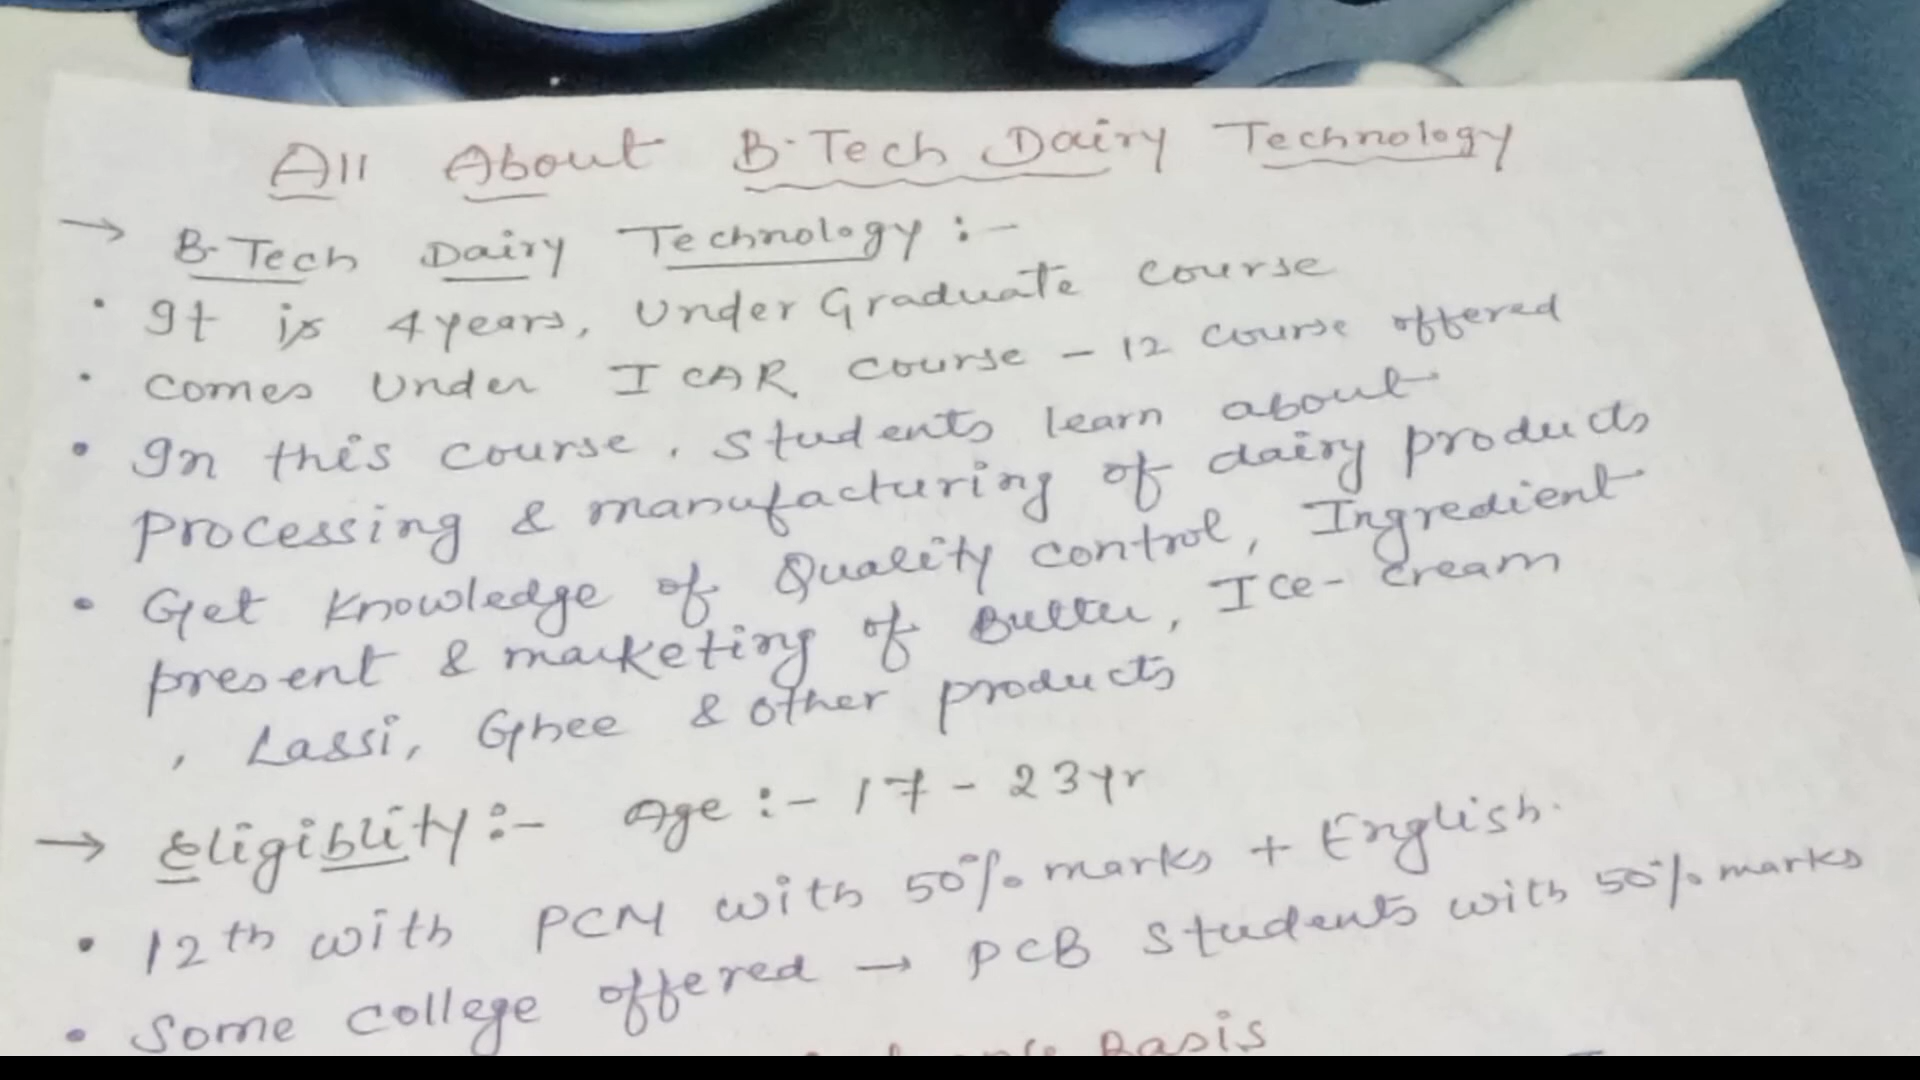 All About B.Tech Dairy Technology
→ B.Tech Dairy Technology :-
• It is 4 years, Under Graduate course
• comes Under ICAR course - 12 course offered
• In this course, students learn about
processing & manufacturing of dairy products
• Get knowledge of Quality control, Ingredient
present & marketing of Butter, Ice-cream
, Lassi, Ghee & other products
→ Eligiblity :- Age :- 17 - 23 yr
• 12th with PCM with 50% marks + English.
• Some college offered → PCB students with 50% marks
Basis